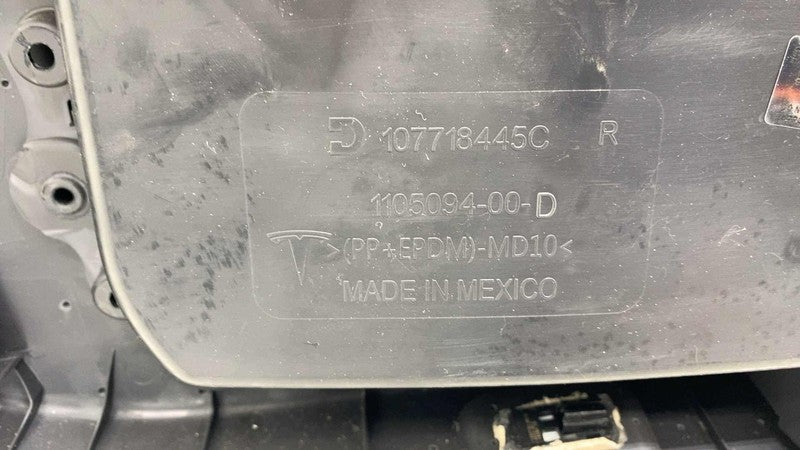 107718445C R
1105094-00-D
>(PP+EPDM)-MD10<
MADE IN MEXICO